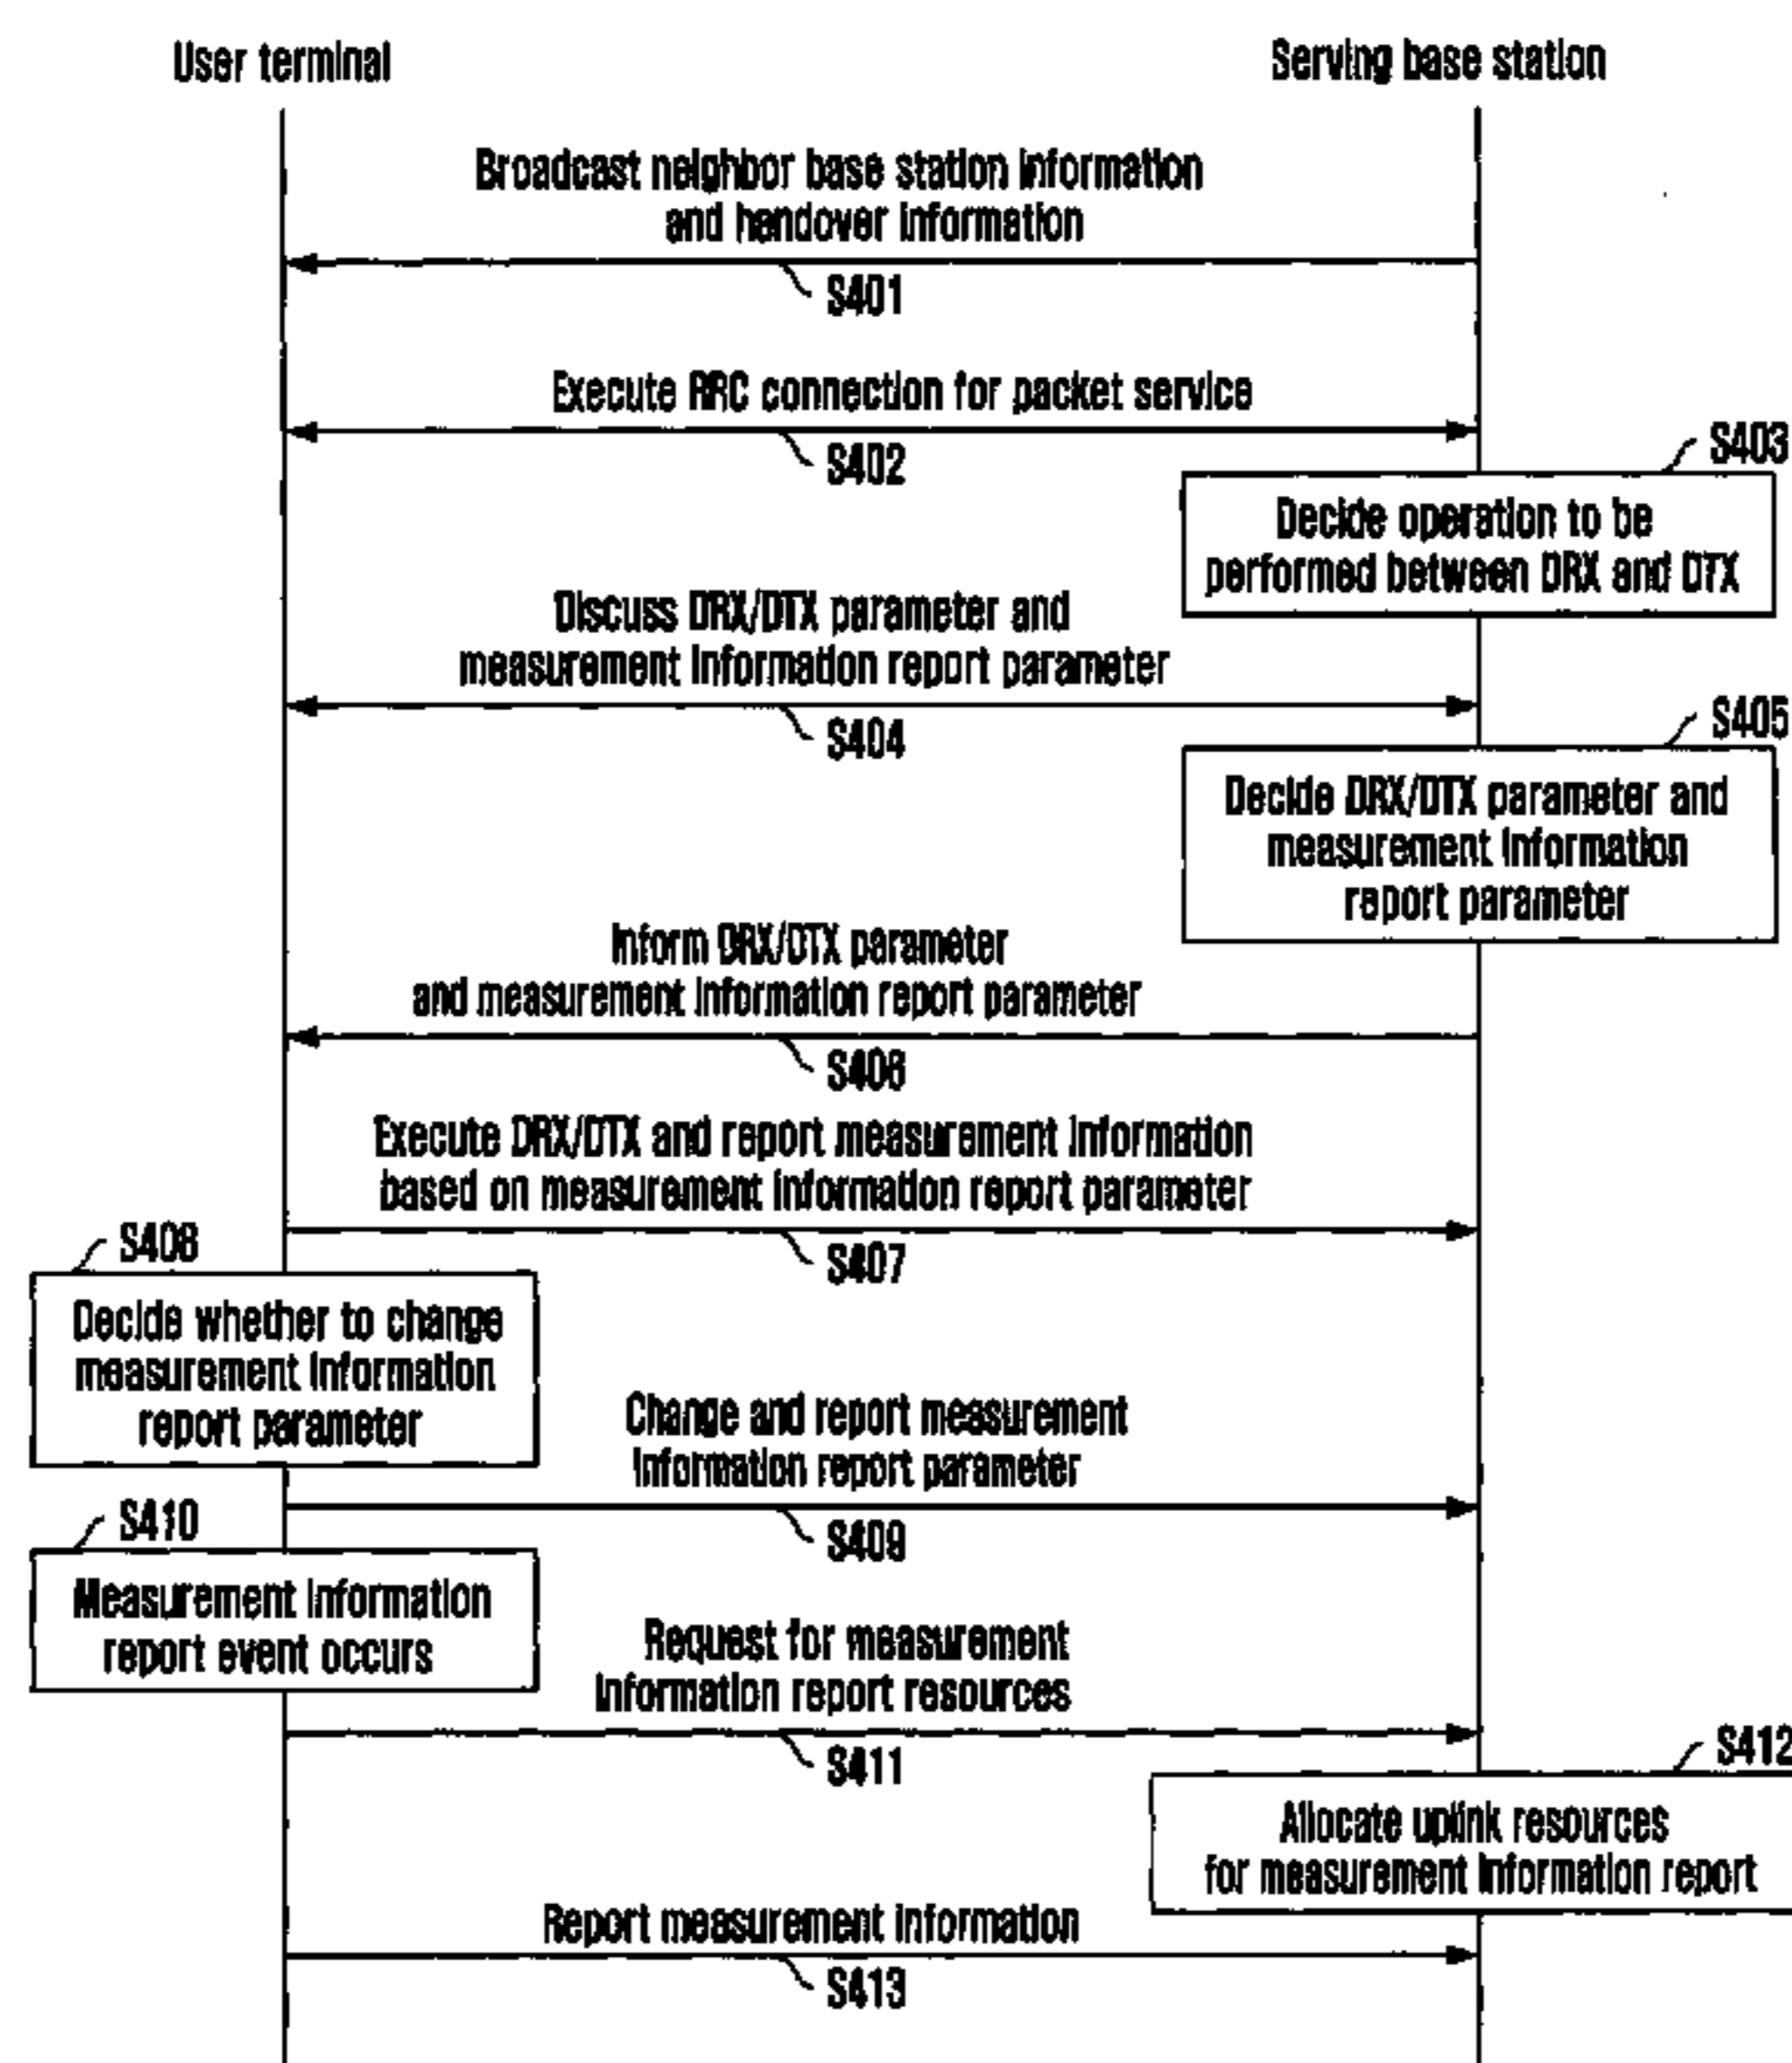 User terminal
Serving base station
Broadcast neighbor base station information
and handover information
S401
Execute RRC connection for packet service
S402
S403
Decide operation to be
performed between DRX and DTX
Discuss DRX/DTX parameter and
measurement information report parameter
S404
S405
Decide DRX/DTX parameter and
measurement information
report parameter
Inform DRX/DTX parameter
and measurement information report parameter
S406
Execute DRX/DTX and report measurement information
based on measurement information report parameter
S407
S408
Decide whether to change
measurement information
report parameter
Change and report measurement
information report parameter
S409
S410
Measurement information
report event occurs
Request for measurement
information report resources
S411
S412
Allocate uplink resources
for measurement information report
Report measurement information
S413